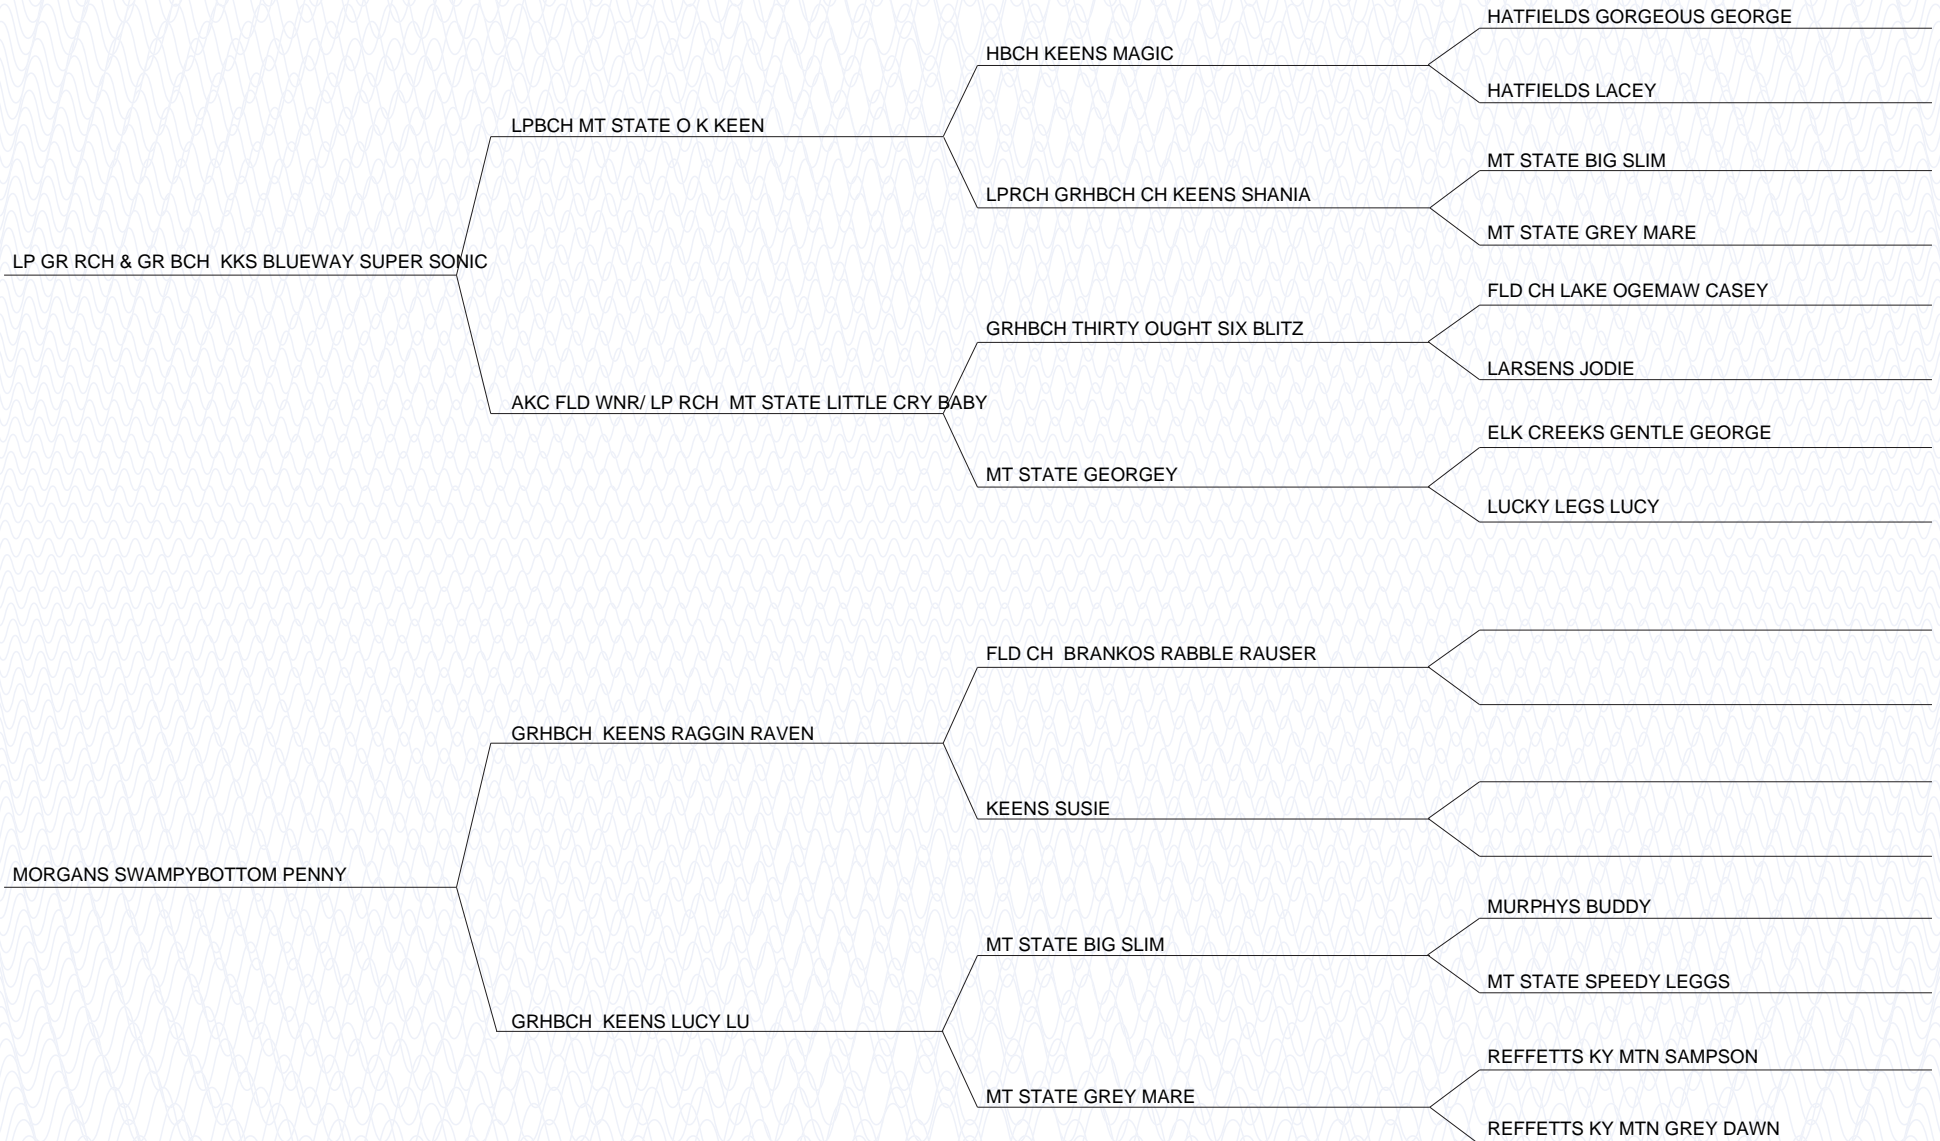 HATFIELDS GORGEOUS GEORGE
HBCH KEENS MAGIC
HATFIELDS LACEY
LPBCH MT STATE O K KEEN
MT STATE BIG SLIM
LPRCH GRHBCH CH KEENS SHANIA
MT STATE GREY MARE
LP GR RCH & GR BCH  KKS BLUEWAY SUPER SONIC
FLD CH LAKE OGEMAW CASEY
GRHBCH THIRTY OUGHT SIX BLITZ
LARSENS JODIE
AKC FLD WNR/ LP RCH  MT STATE LITTLE CRY BABY
ELK CREEKS GENTLE GEORGE
MT STATE GEORGEY
LUCKY LEGS LUCY
FLD CH  BRANKOS RABBLE RAUSER
GRHBCH  KEENS RAGGIN RAVEN
KEENS SUSIE
MORGANS SWAMPYBOTTOM PENNY
MURPHYS BUDDY
MT STATE BIG SLIM
MT STATE SPEEDY LEGGS
GRHBCH  KEENS LUCY LU
REFFETTS KY MTN SAMPSON
MT STATE GREY MARE
REFFETTS KY MTN GREY DAWN